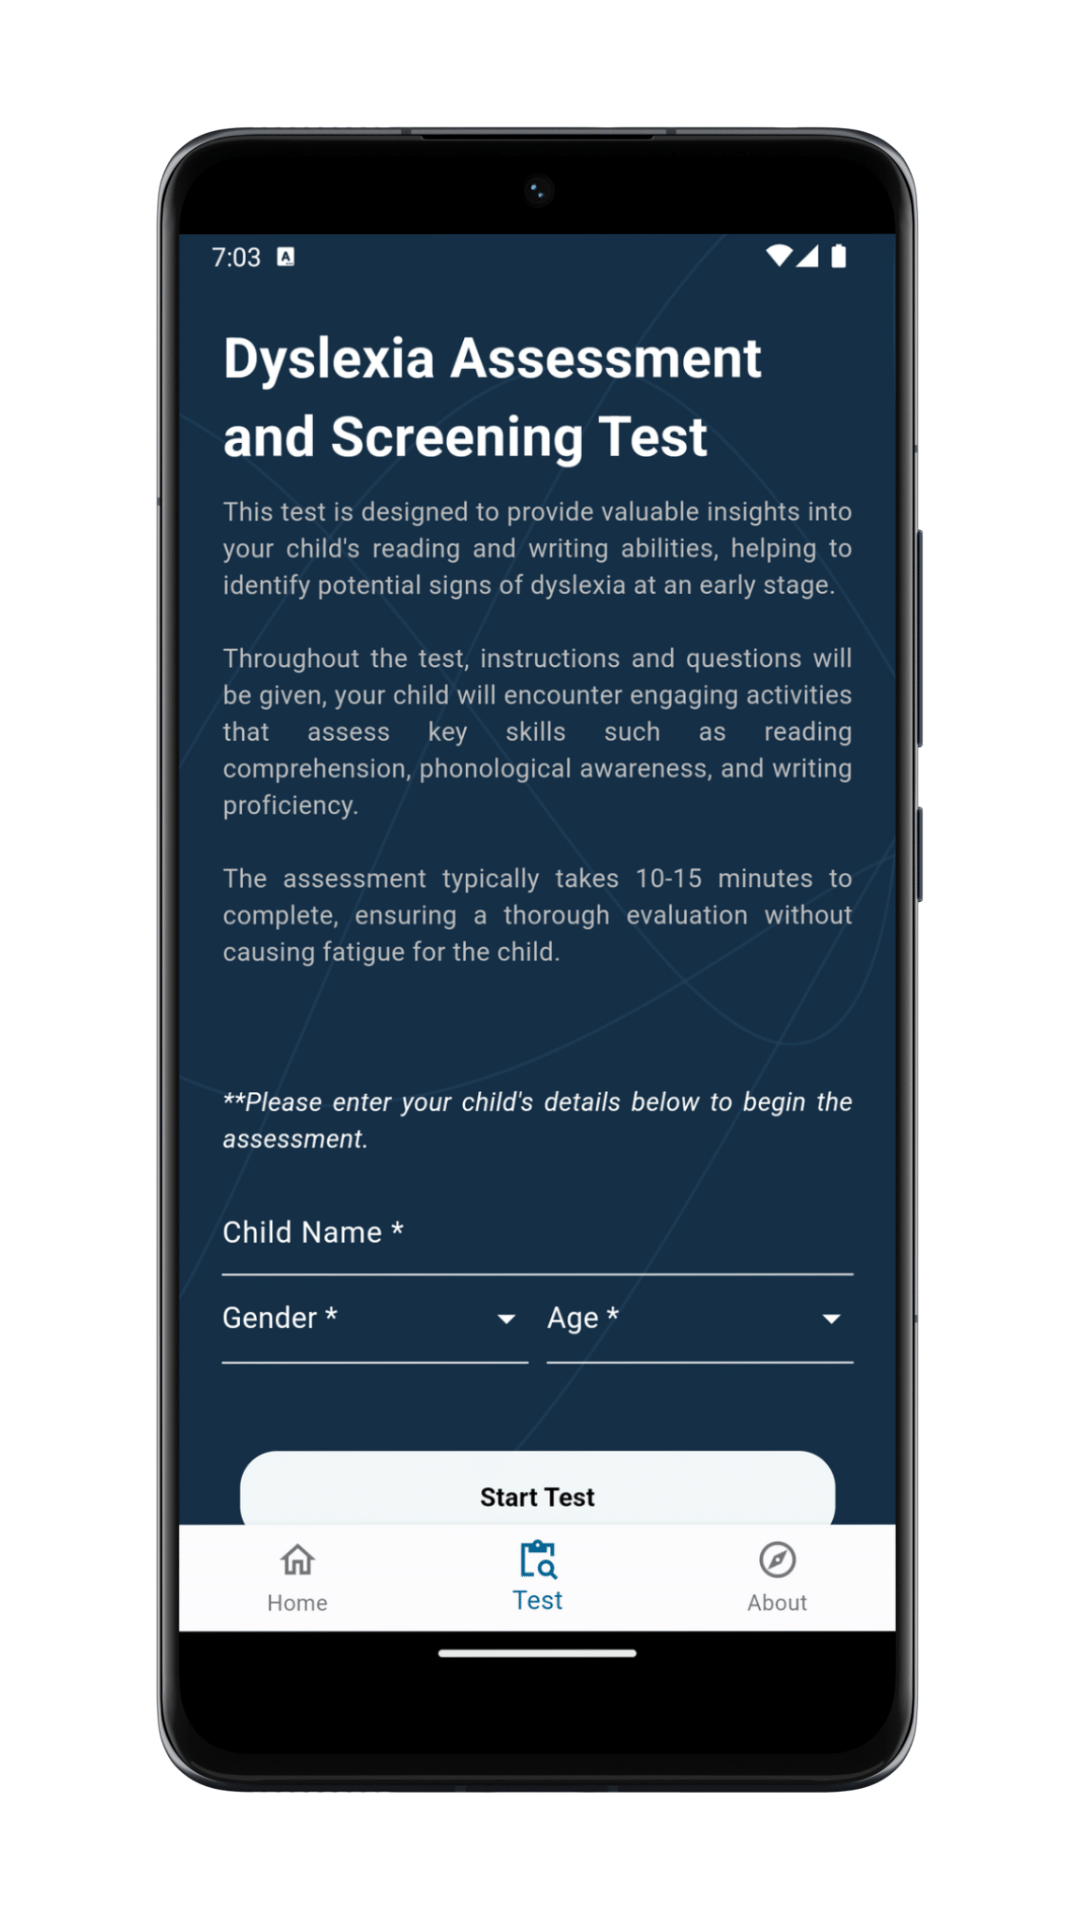 7:03 A
Dyslexia Assessment
and Screening Test
This test is designed to provide valuable insights into
your child's reading and writing abilities, helping to
identify potential signs of dyslexia at an early stage.
Throughout the test, instructions and questions will
be given, your child will encounter engaging activities
that assess key skills such as reading
comprehension, phonological awareness, and writing
proficiency.
The assessment typically takes 10-15 minutes to
complete, ensuring a thorough evaluation without
causing fatigue for the child.
**Please enter your child's details below to begin the
assessment.
Child Name *
Gender * Age *
Start Test
Home Test About